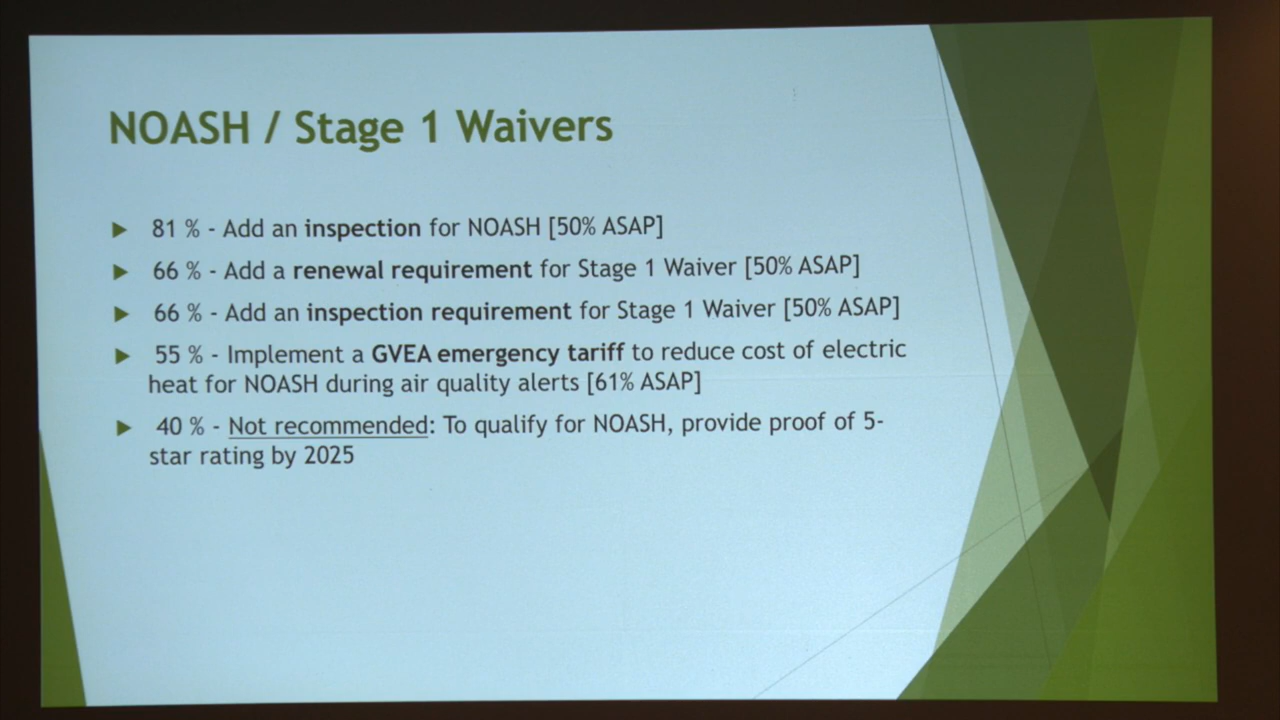 NOASH / Stage 1 Waivers
81 % - Add an inspection for NOASH [50% ASAP]
66 % - Add a renewal requirement for Stage 1 Waiver [50% ASAP]
66 % - Add an inspection requirement for Stage 1 Waiver [50% ASAP]
55 % - Implement a GVEA emergency tariff to reduce cost of electric
heat for NOASH during air quality alerts [61% ASAP]
40 % - Not recommended: To qualify for NOASH, provide proof of 5-
star rating by 2025